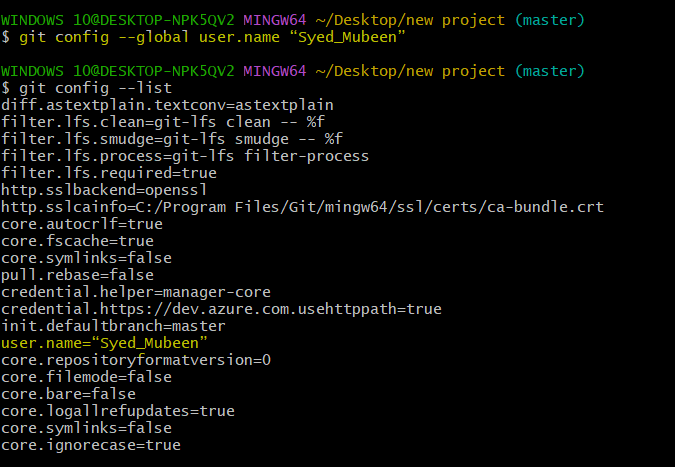 WINDOWS 10@DESKTOP-NPK5QV2 MINGW64 ~/Desktop/new project (master)
$ git config --global user.name “Syed_Mubeen”
WINDOWS 10@DESKTOP-NPK5QV2 MINGW64 ~/Desktop/new project (master)
$ git config --list
diff.astextplain.textconv=astextplain
filter.lfs.clean=git-lfs clean -- %f
filter.lfs.smudge=git-lfs smudge -- %f
filter.lfs.process=git-lfs filter-process
filter.lfs.required=true
http.sslbackend=openssl
http.sslcainfo=C:/Program Files/Git/mingw64/ssl/certs/ca-bundle.crt
core.autocrlf=true
core.fscache=true
core.symlinks=false
pull.rebase=false
credential.helper=manager-core
credential.https://dev.azure.com.usehttppath=true
init.defaultbranch=master
user.name=“Syed_Mubeen”
core.repositoryformatversion=0
core.filemode=false
core.bare=false
core.logallrefupdates=true
core.symlinks=false
core.ignorecase=true